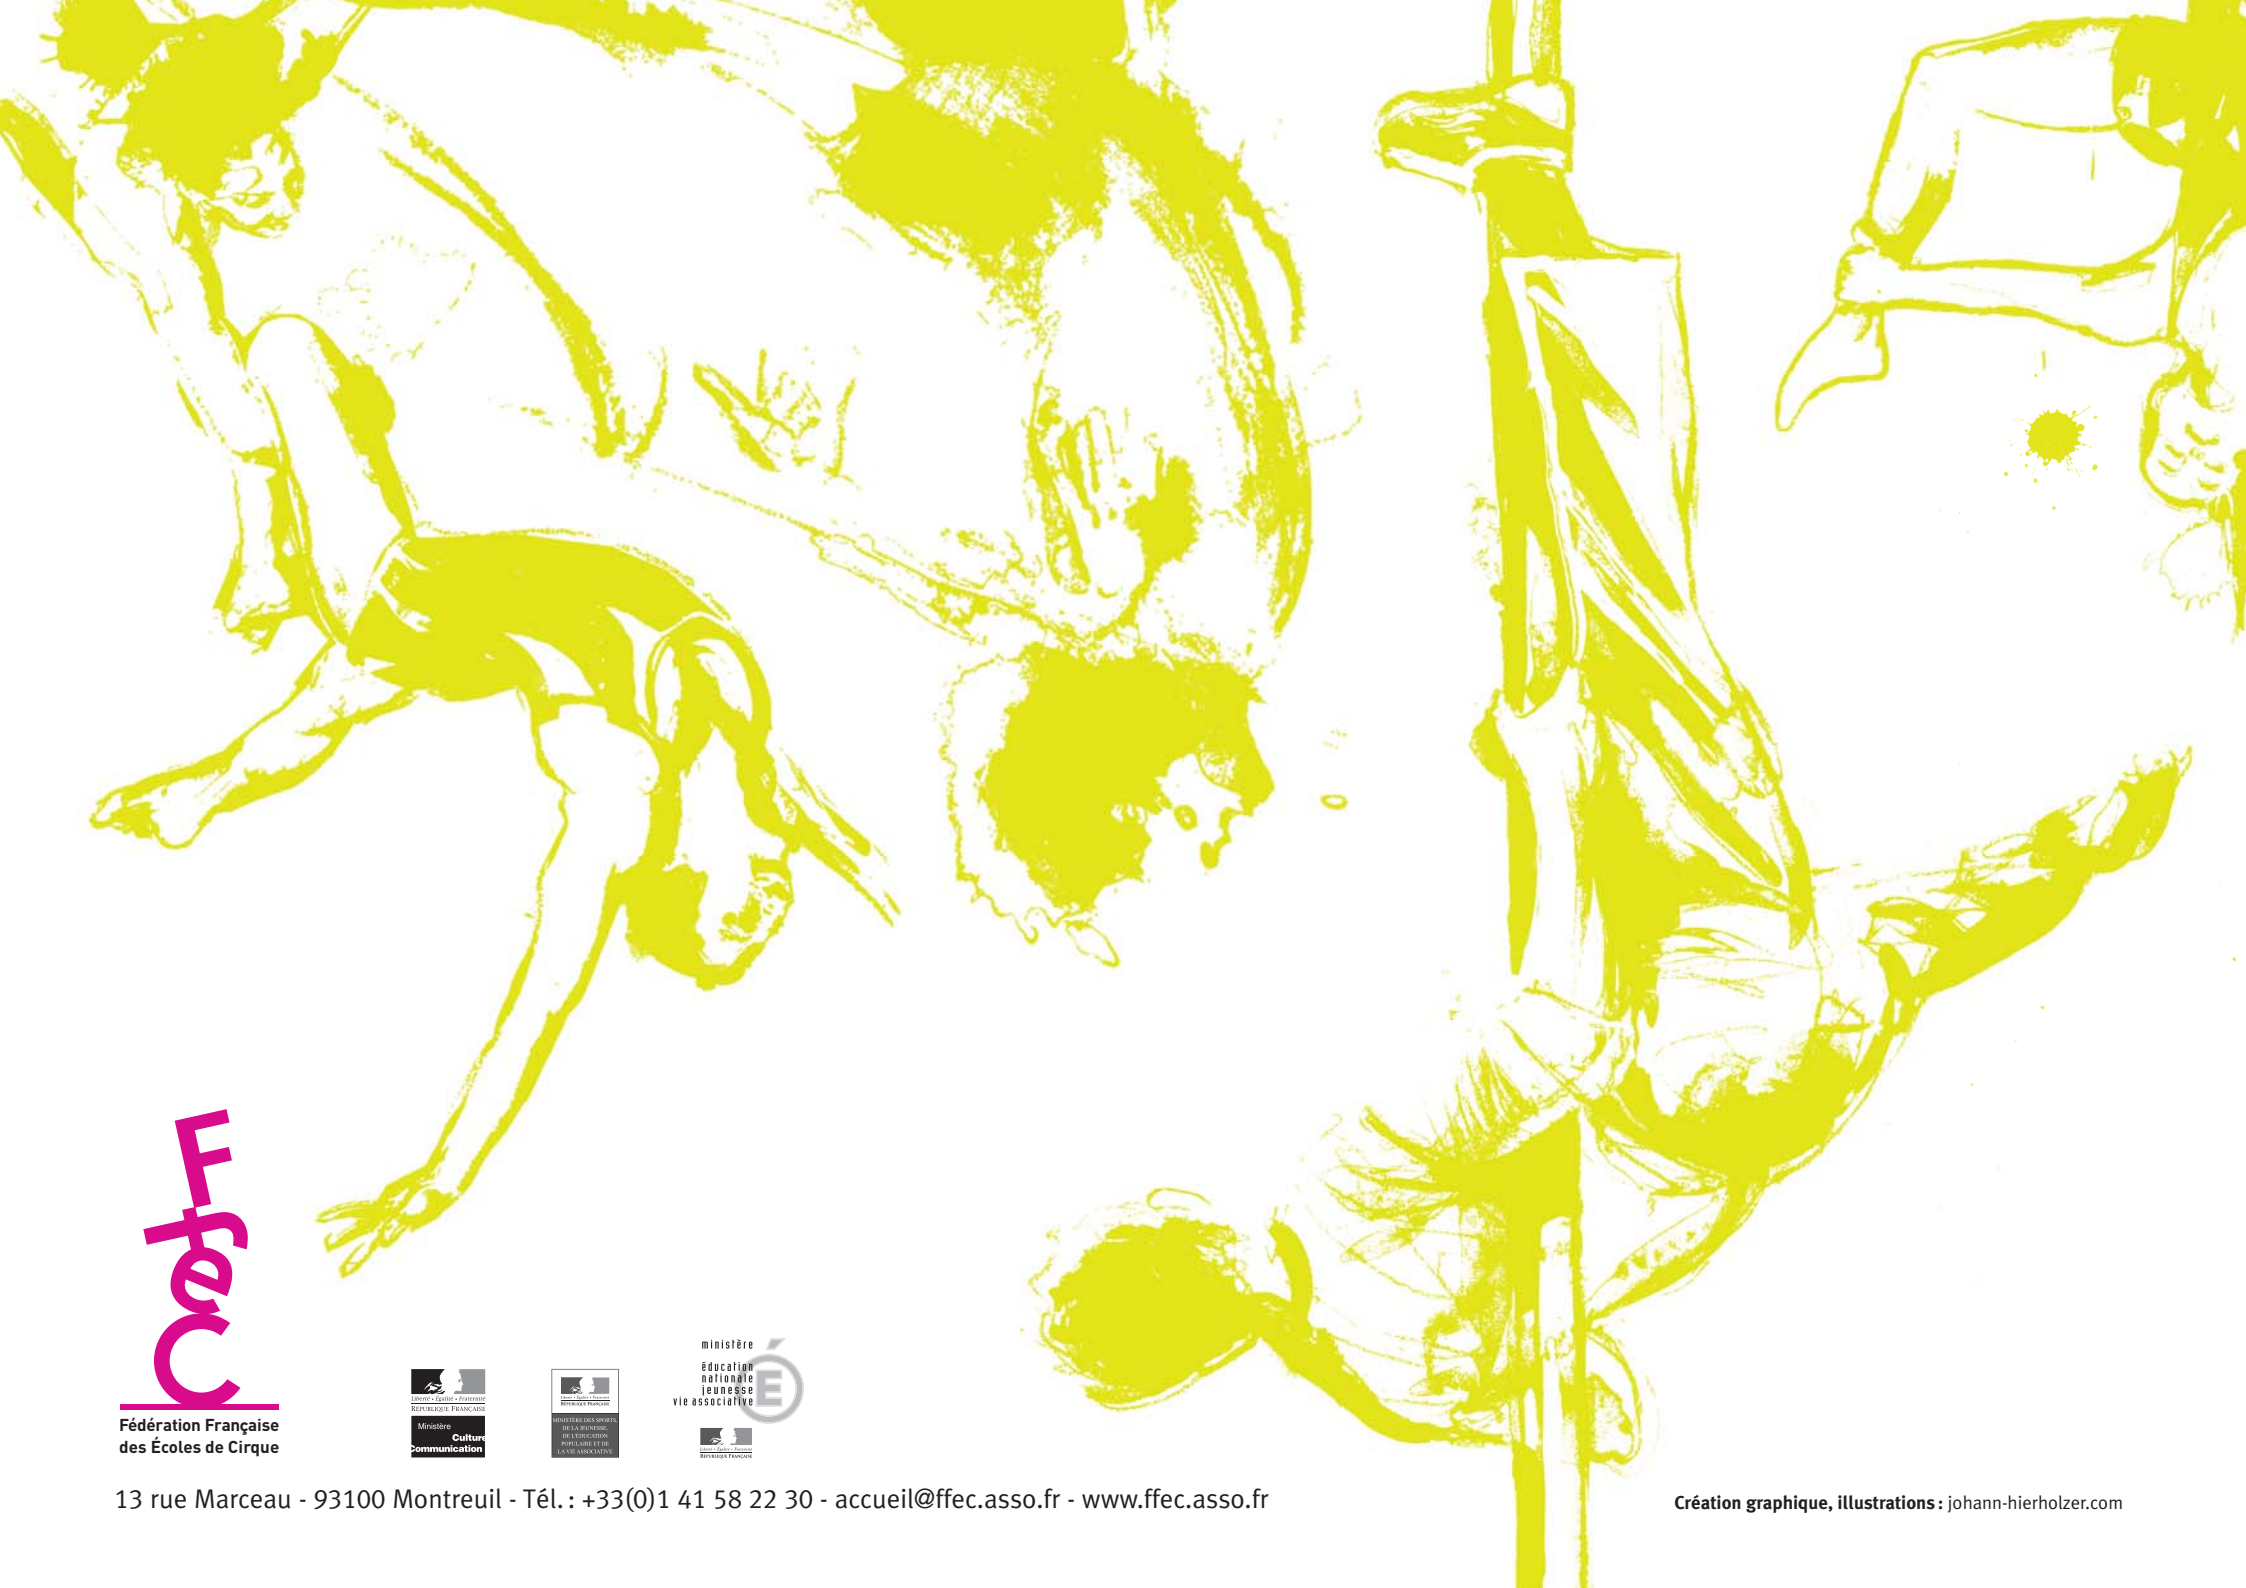 FfeC
Fédération Française
des Écoles de Cirque
Liberté • Égalité • Fraternité
RÉPUBLIQUE FRANÇAISE
Ministère
Culture
Communication
Liberté • Égalité • Fraternité
RÉPUBLIQUE FRANÇAISE
MINISTÈRE DES SPORTS,
DE LA JEUNESSE,
DE L'ÉDUCATION
POPULAIRE ET DE
LA VIE ASSOCIATIVE
ministère
éducation
nationale
jeunesse
vie associative
É
Liberté • Égalité • Fraternité
RÉPUBLIQUE FRANÇAISE
13 rue Marceau - 93100 Montreuil - Tél. : +33(0)1 41 58 22 30 - accueil@ffec.asso.fr - www.ffec.asso.fr
Création graphique, illustrations : johann-hierholzer.com